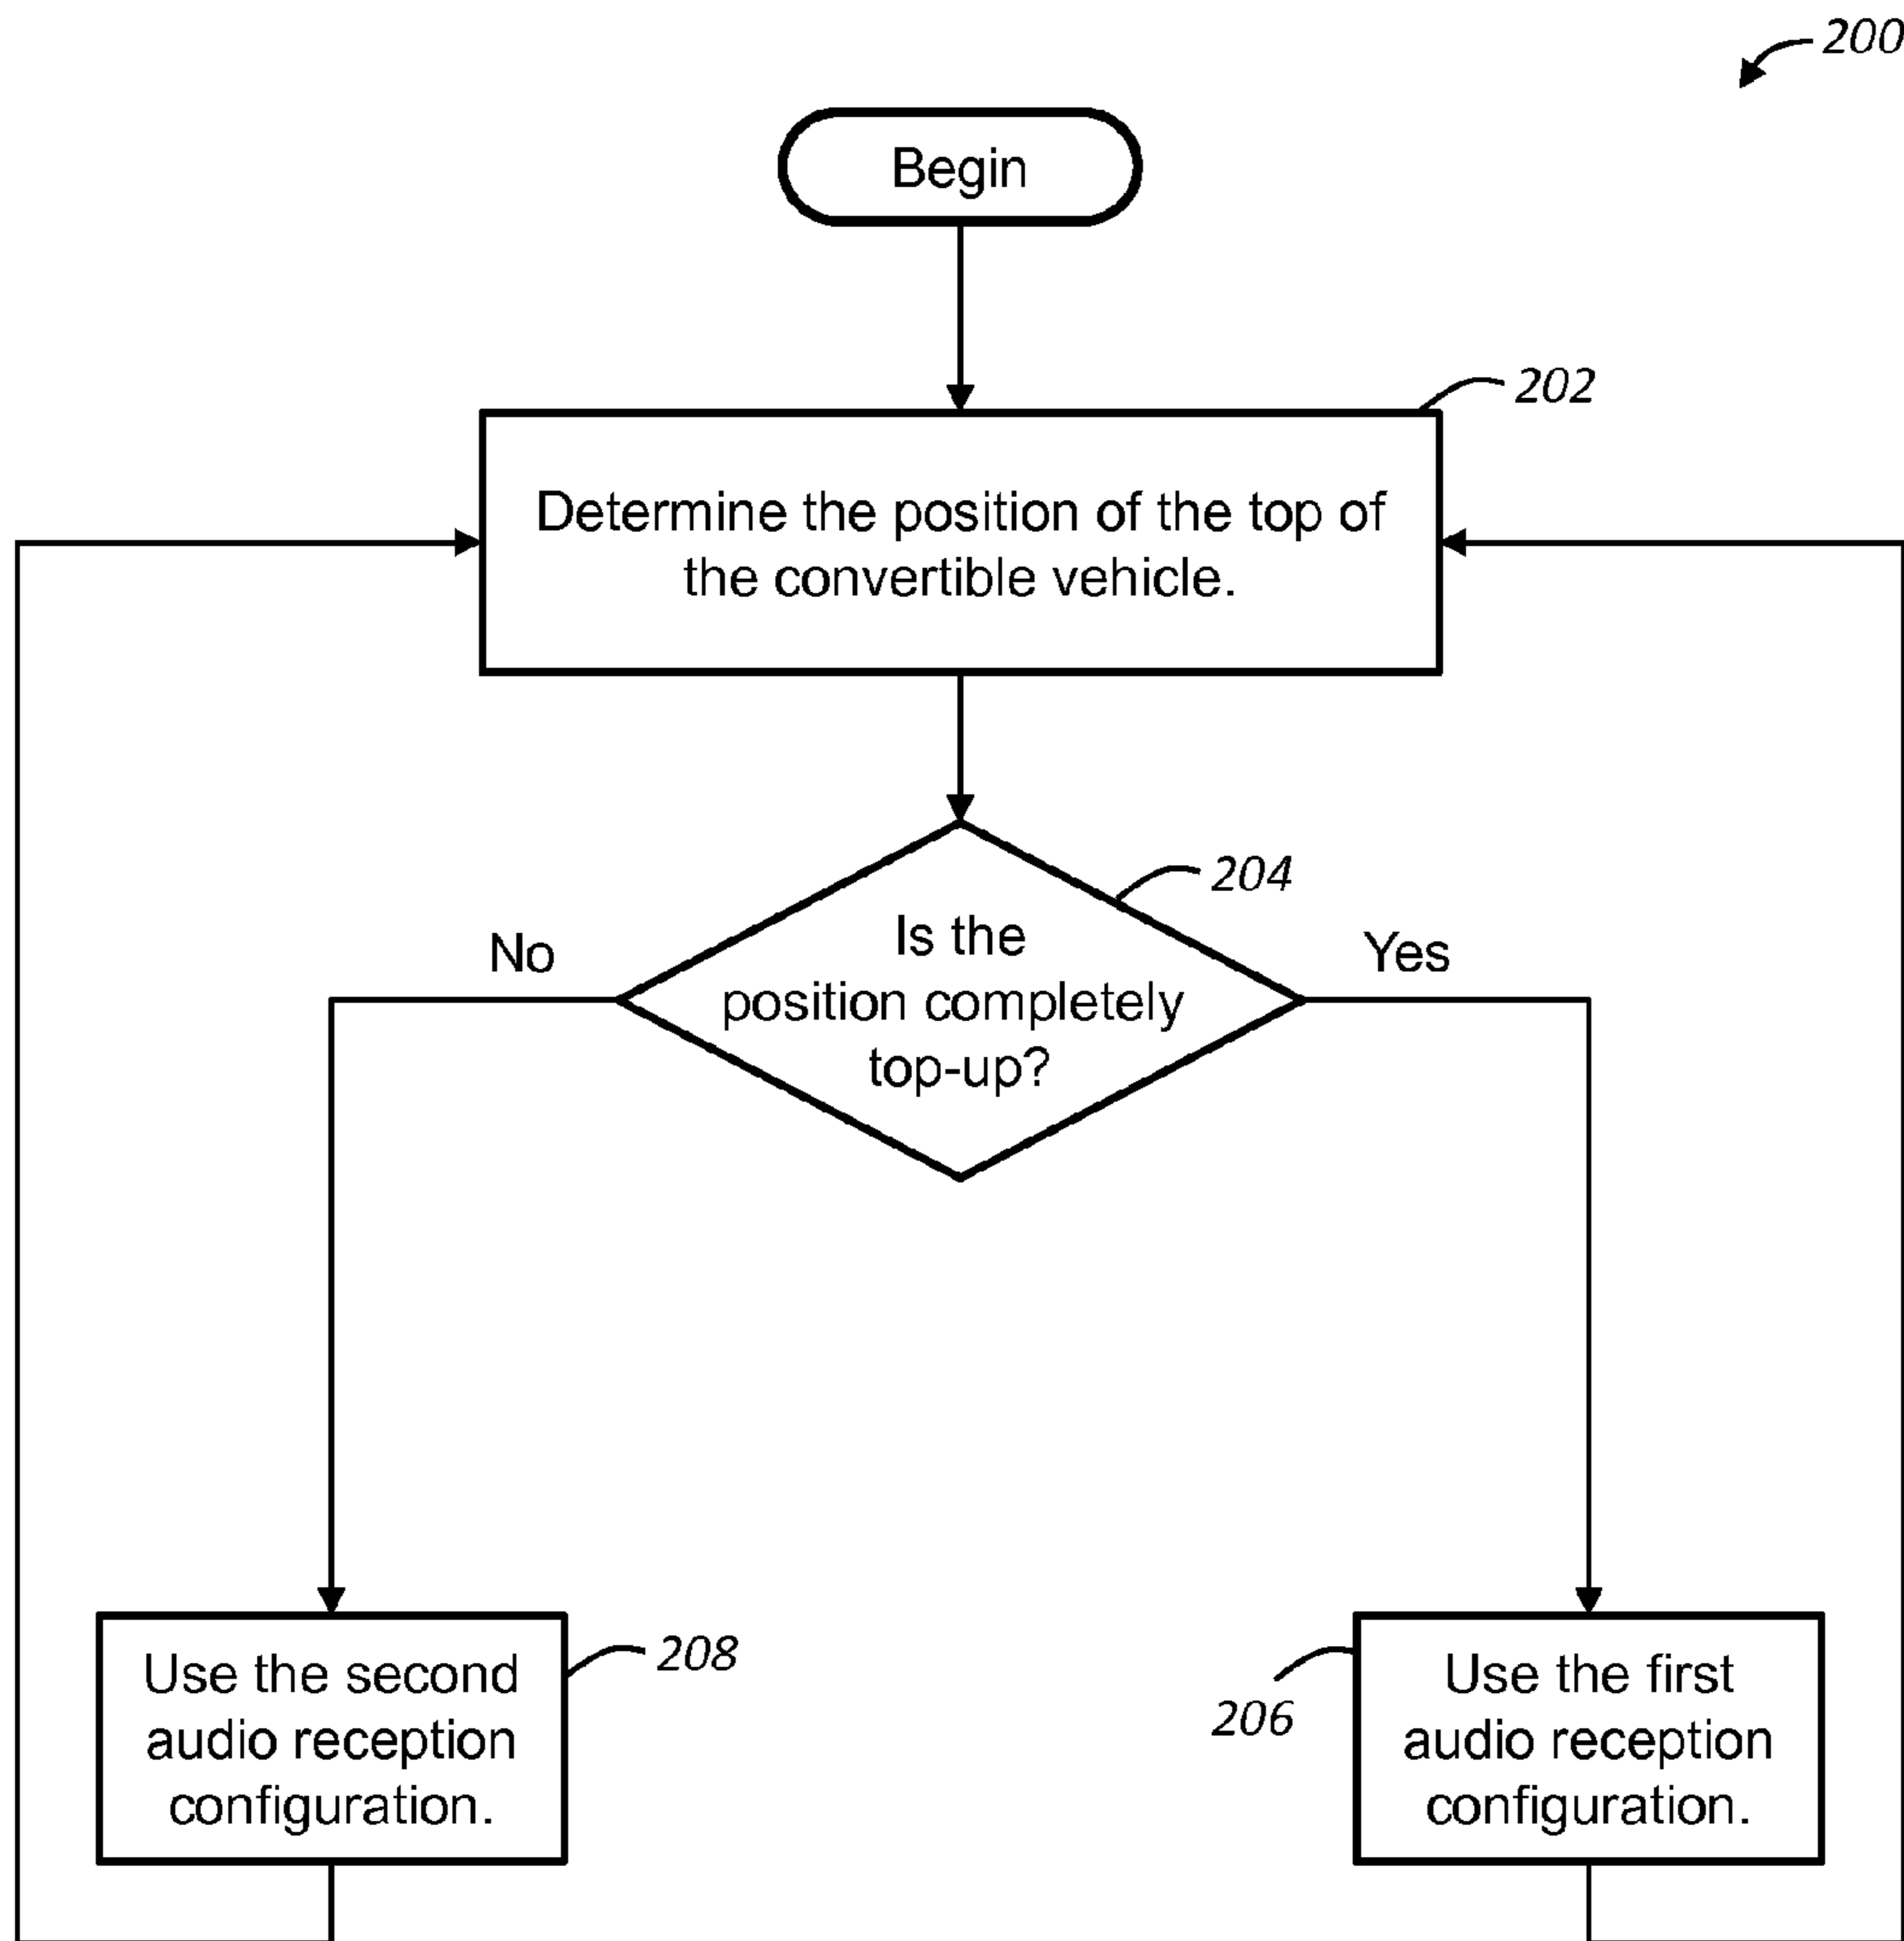 200
Begin
202
Determine the position of the top of
the convertible vehicle.
204
Is the
position completely
top-up?
No
Yes
Use the second
audio reception
configuration.
208
206
Use the first
audio reception
configuration.